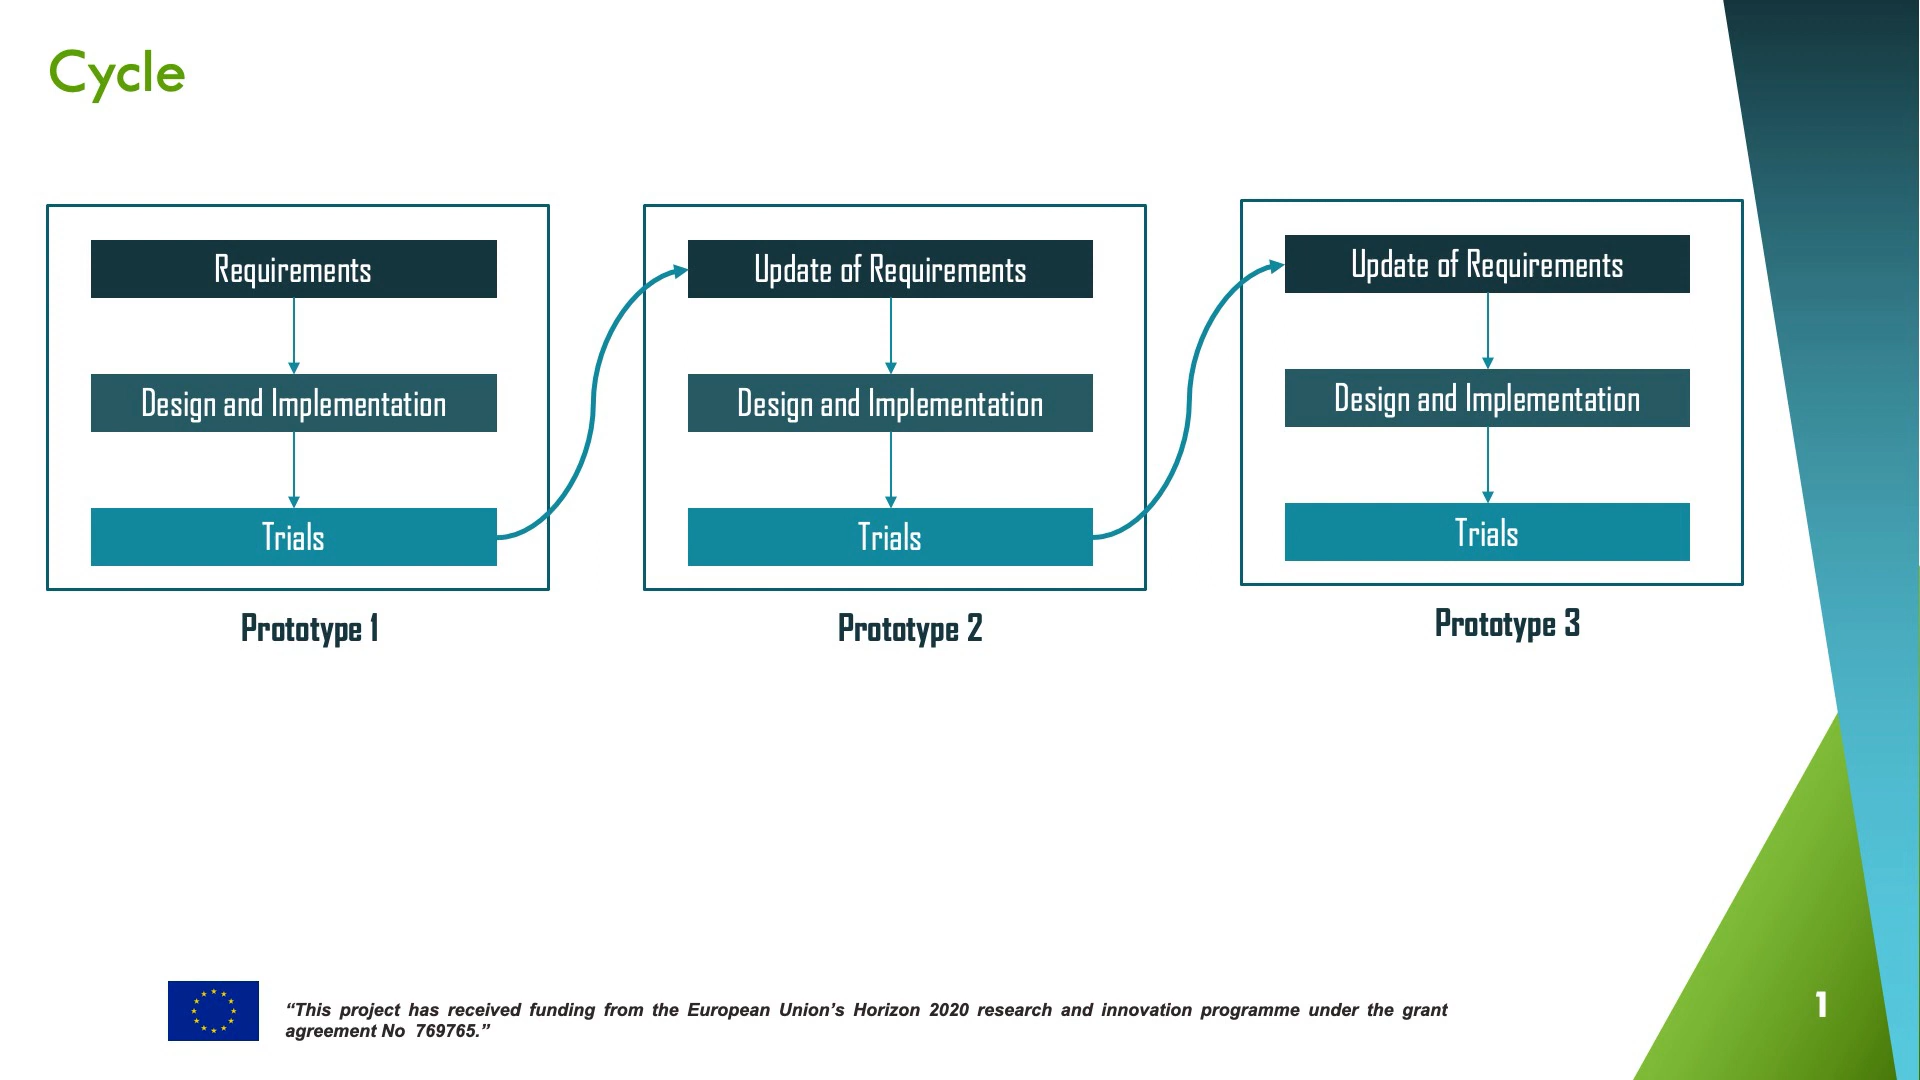 Cycle
Requirements
Design and Implementation
Trials
Prototype 1
Update of Requirements
Design and Implementation
Trials
Prototype 2
Update of Requirements
Design and Implementation
Trials
Prototype 3
“This project has received funding from the European Union’s Horizon 2020 research and innovation programme under the grant
agreement No 769765.”
1